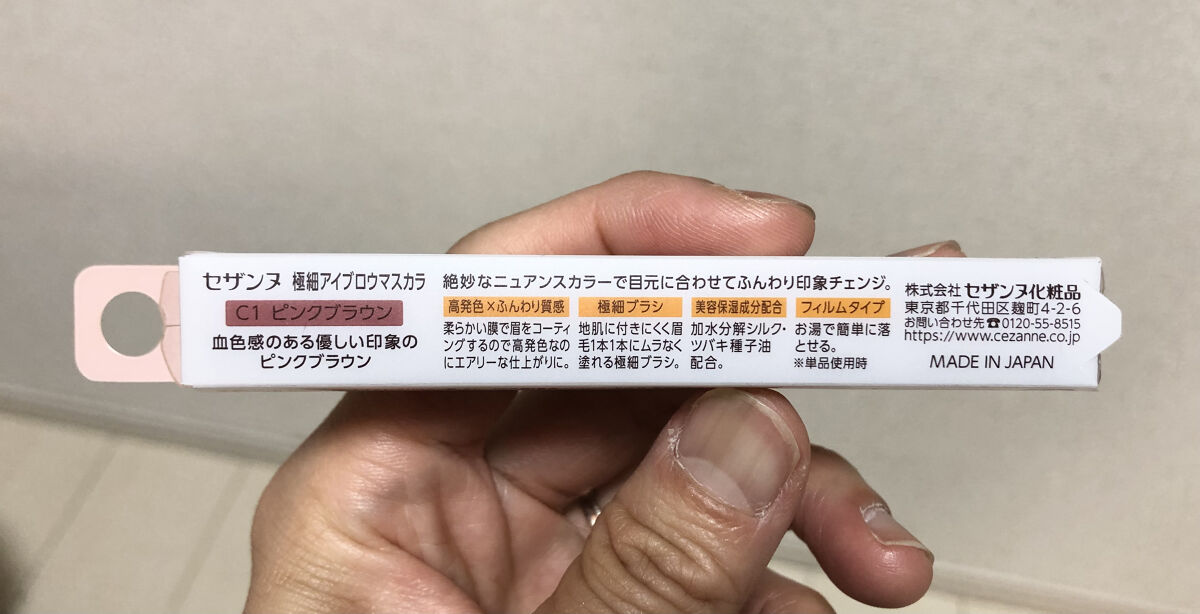 セザンヌ 極細アイブロウマスカラ
C1 ピンクブラウン
血色感のある優しい印象の
ピンクブラウン
絶妙なニュアンスカラーで目元に合わせてふんわり印象チェンジ。
高発色×ふんわり質感
柔らかい膜で眉をコーティ
ングするので高発色なの
にエアリーな仕上がりに。
極細ブラシ
地肌に付きにくく眉
毛1本1本にムラなく
塗れる極細ブラシ。
美容保湿成分配合
加水分解シルク・
ツバキ種子油
配合。
フィルムタイプ
お湯で簡単に落
とせる。
※単品使用時
株式会社 セザンヌ化粧品
東京都千代田区麹町4-2-6
お問い合わせ先☎0120-55-8515
https://www.cezanne.co.jp
MADE IN JAPAN